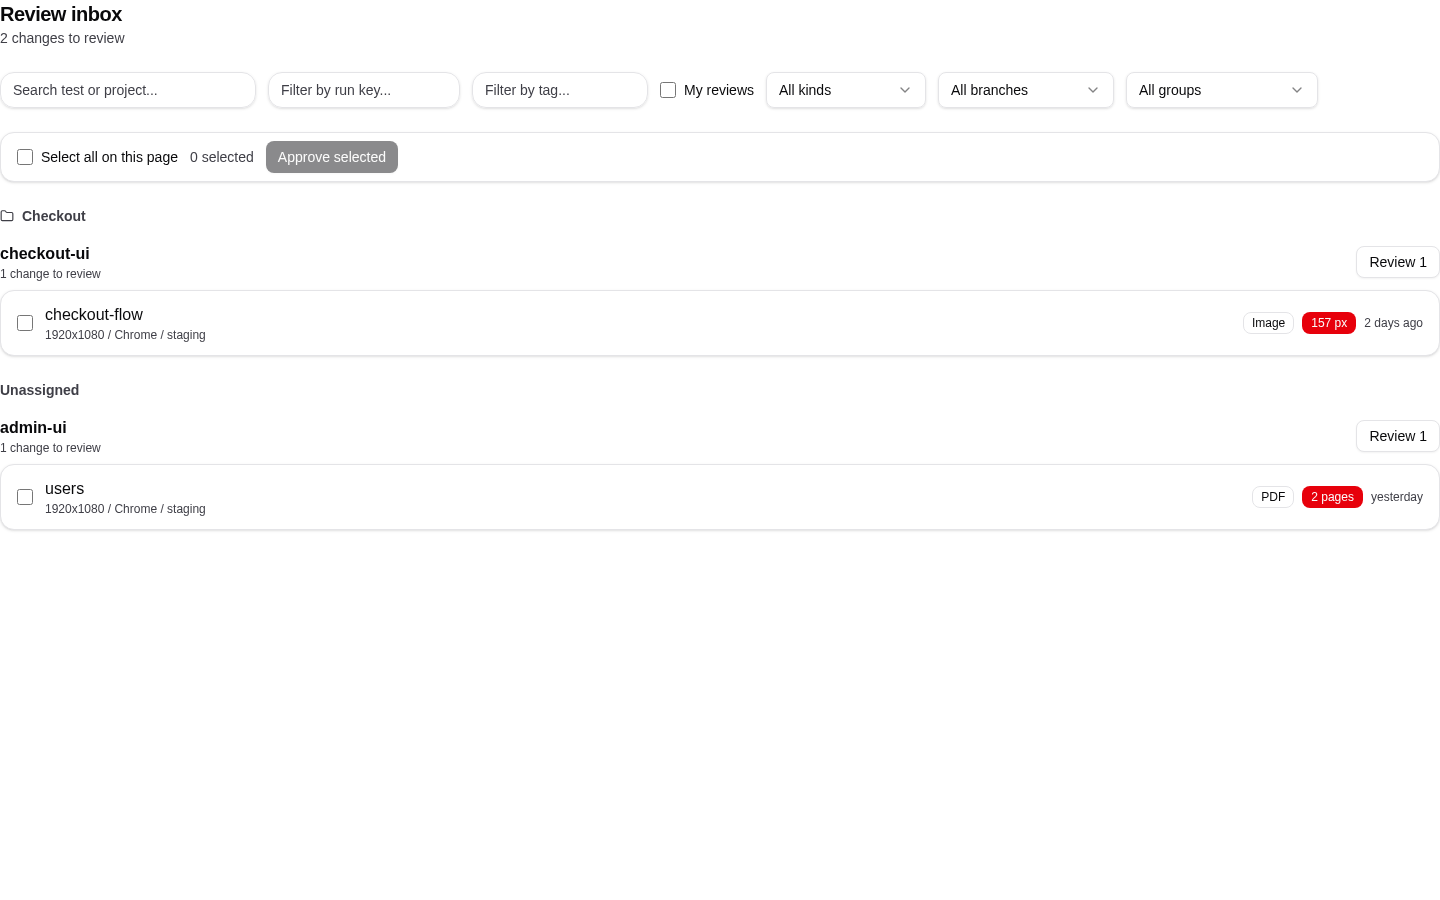 Review inbox
2 changes to review
Search test or project...
Filter by run key...
Filter by tag...
My reviews
All kinds
All branches
All groups
Select all on this page
0 selected
Approve selected
Checkout
checkout-ui
1 change to review
Review 1
checkout-flow
1920x1080 / Chrome / staging
Image
157 px
2 days ago
Unassigned
admin-ui
1 change to review
Review 1
users
1920x1080 / Chrome / staging
PDF
2 pages
yesterday